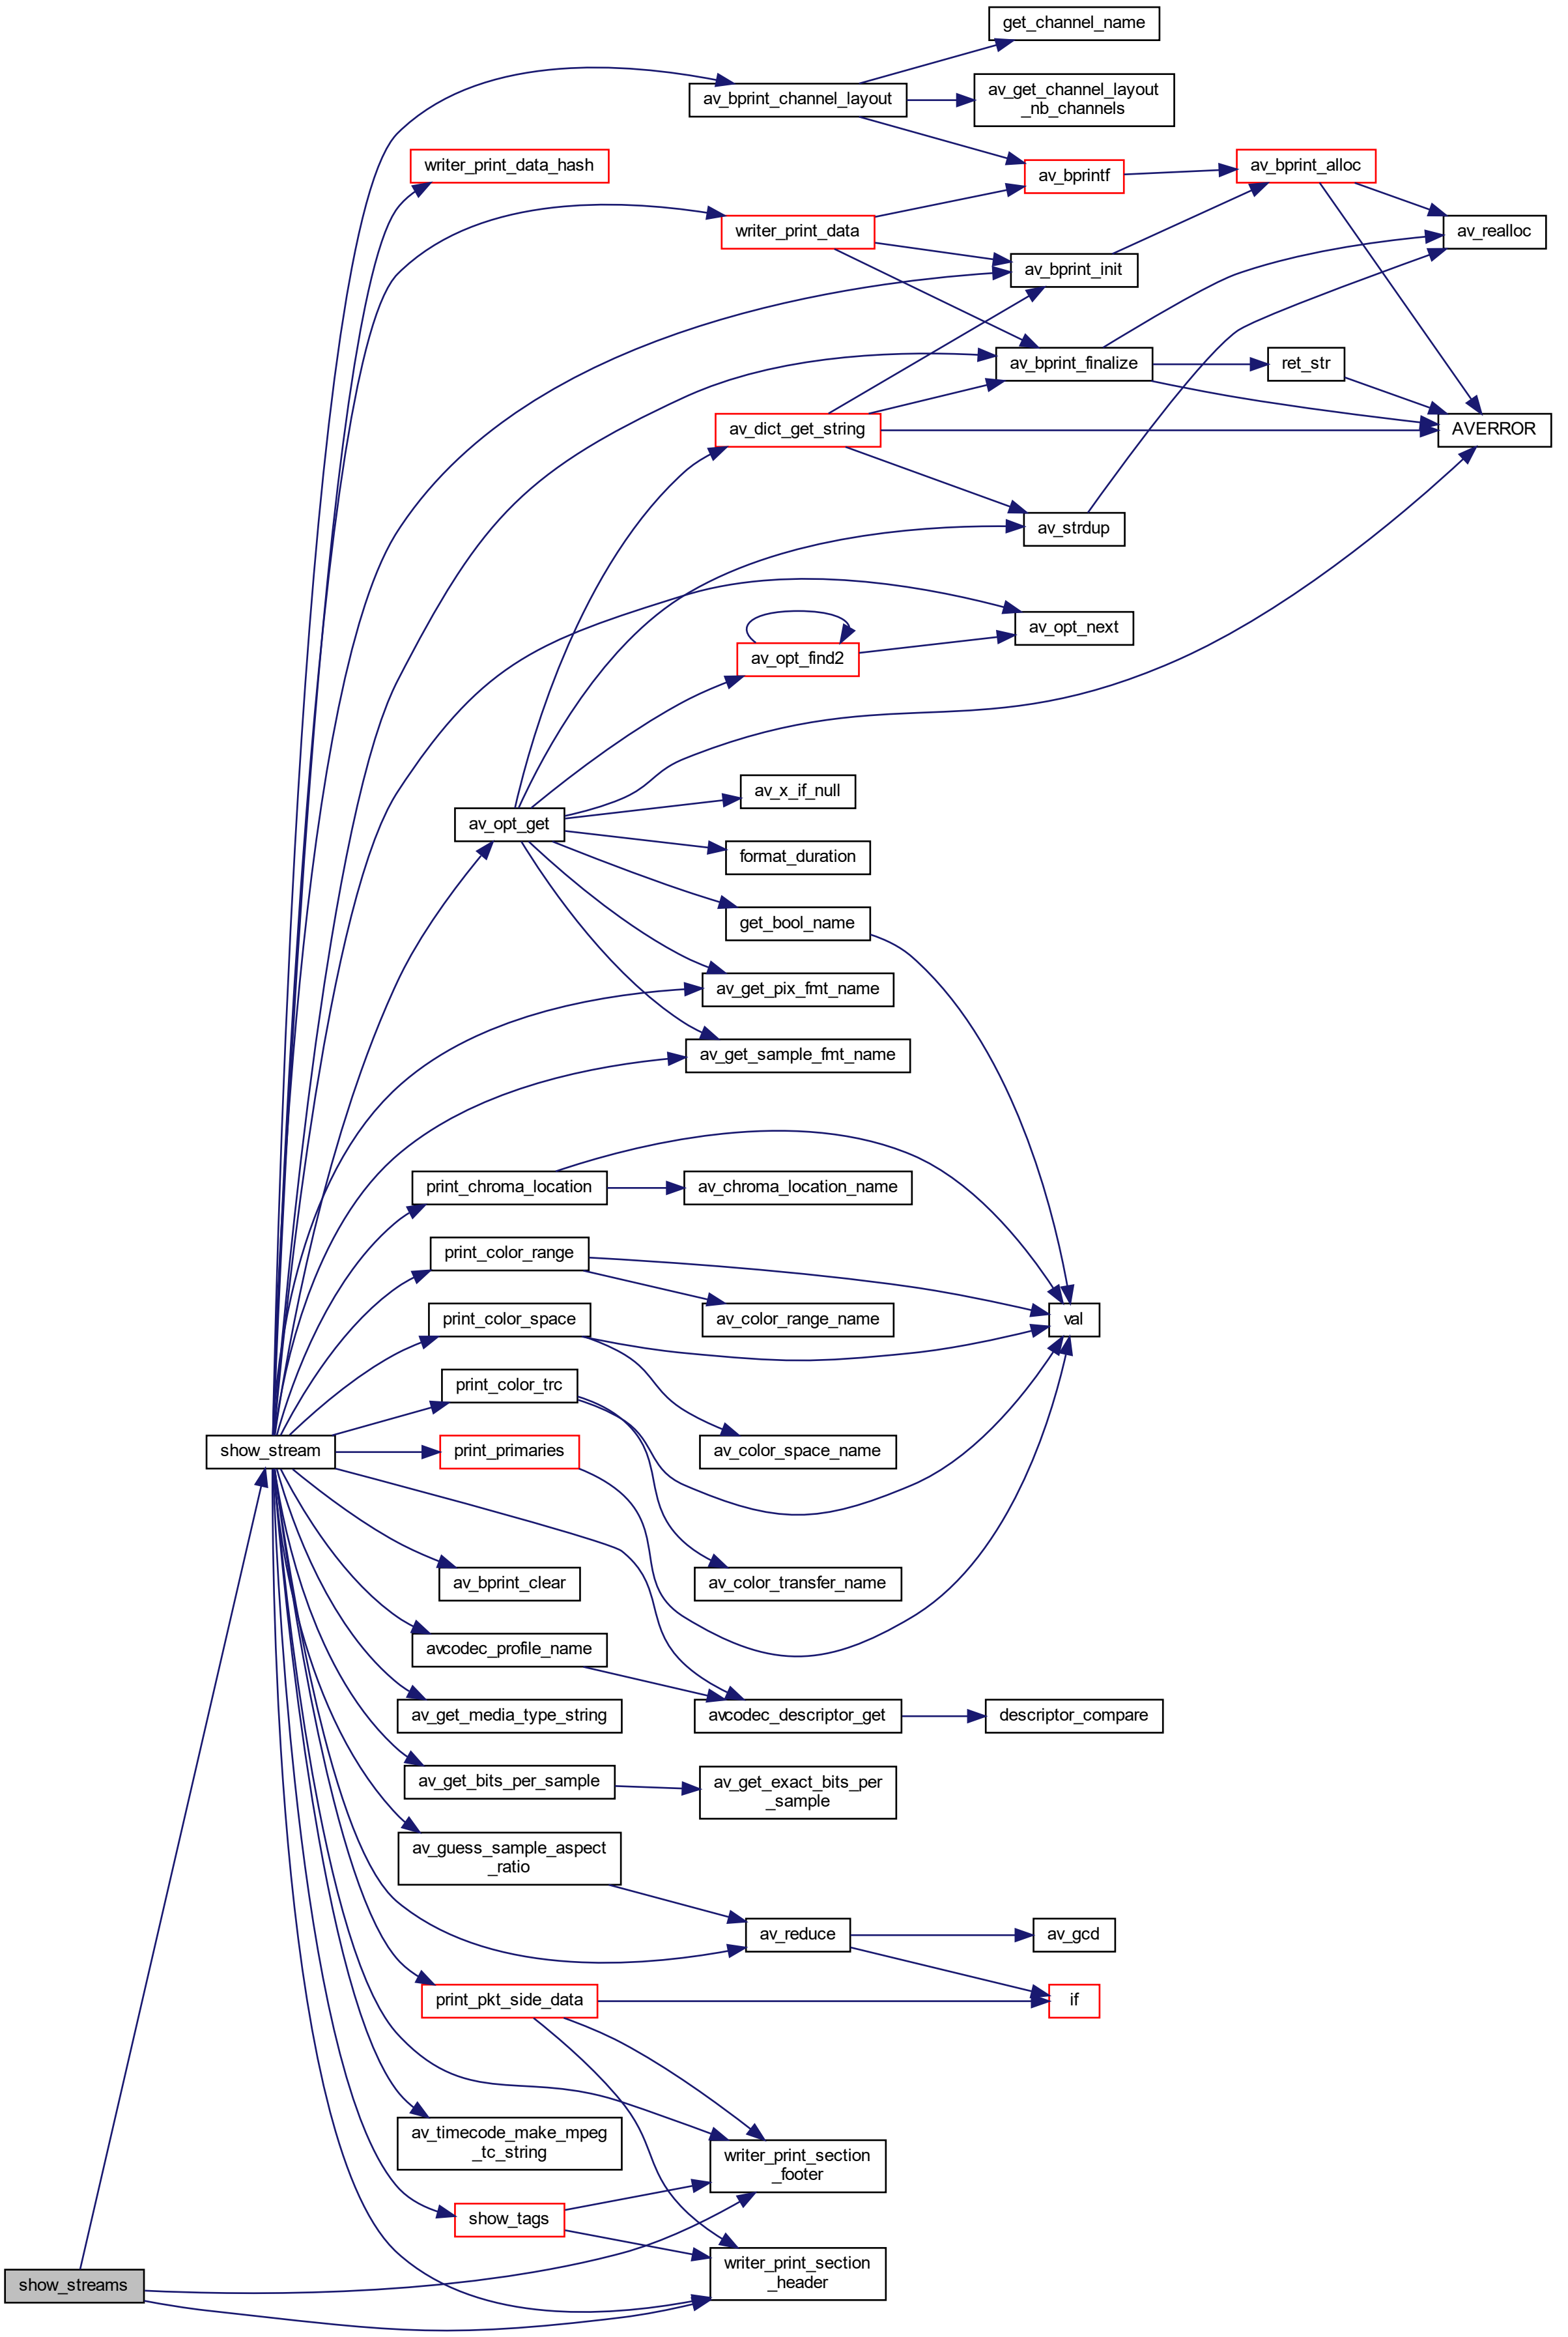 get_channel_name
av_get_channel_layout
_nb_channels
av_bprint_channel_layout
writer_print_data_hash
av_bprintf
av_bprint_alloc
writer_print_data
av_realloc
av_bprint_init
av_bprint_finalize
ret_str
av_dict_get_string
AVERROR
av_strdup
av_opt_next
av_opt_find2
av_x_if_null
av_opt_get
format_duration
get_bool_name
av_get_pix_fmt_name
av_get_sample_fmt_name
print_chroma_location
av_chroma_location_name
print_color_range
av_color_range_name
print_color_space
val
print_color_trc
show_stream
print_primaries
av_color_space_name
av_bprint_clear
av_color_transfer_name
avcodec_profile_name
av_get_media_type_string
avcodec_descriptor_get
descriptor_compare
av_get_bits_per_sample
av_get_exact_bits_per
_sample
av_guess_sample_aspect
_ratio
av_reduce
av_gcd
print_pkt_side_data
if
av_timecode_make_mpeg
_tc_string
writer_print_section
_footer
show_tags
writer_print_section
_header
show_streams